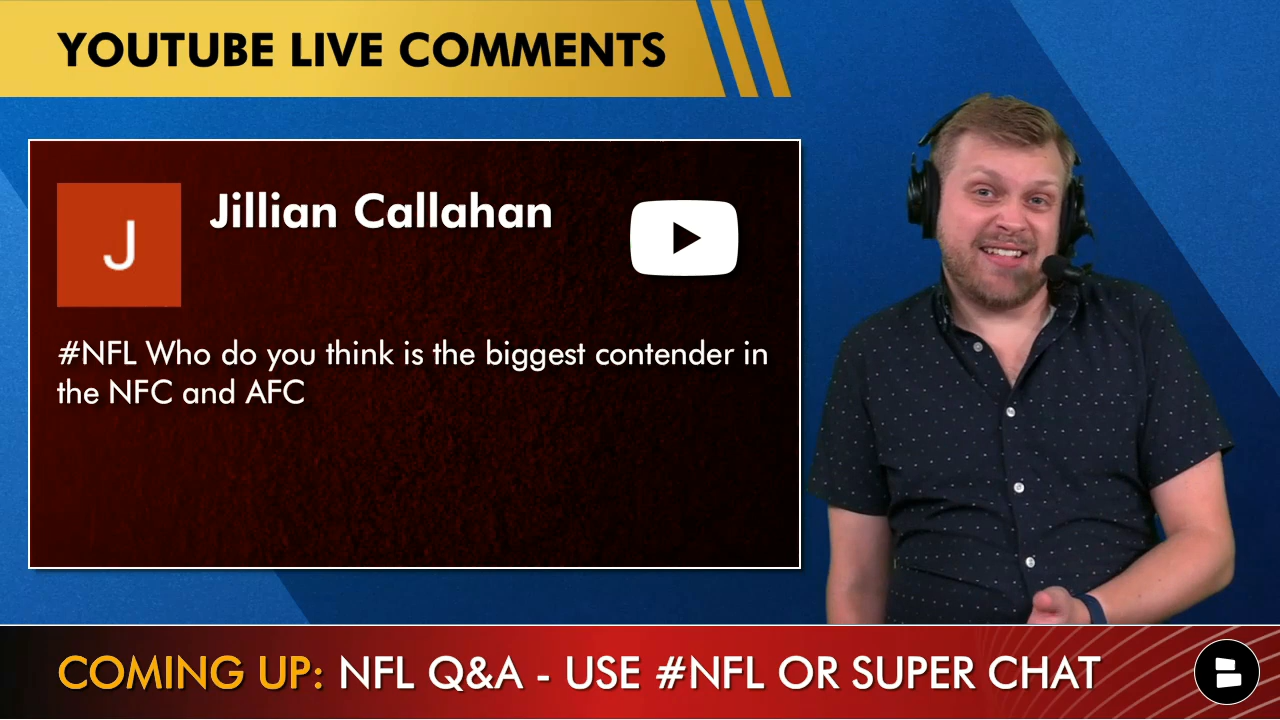 YOUTUBE LIVE COMMENTS
J
Jillian Callahan
#NFL Who do you think is the biggest contender in
the NFC and AFC
COMING UP: NFL Q&A - USE #NFL OR SUPER CHAT